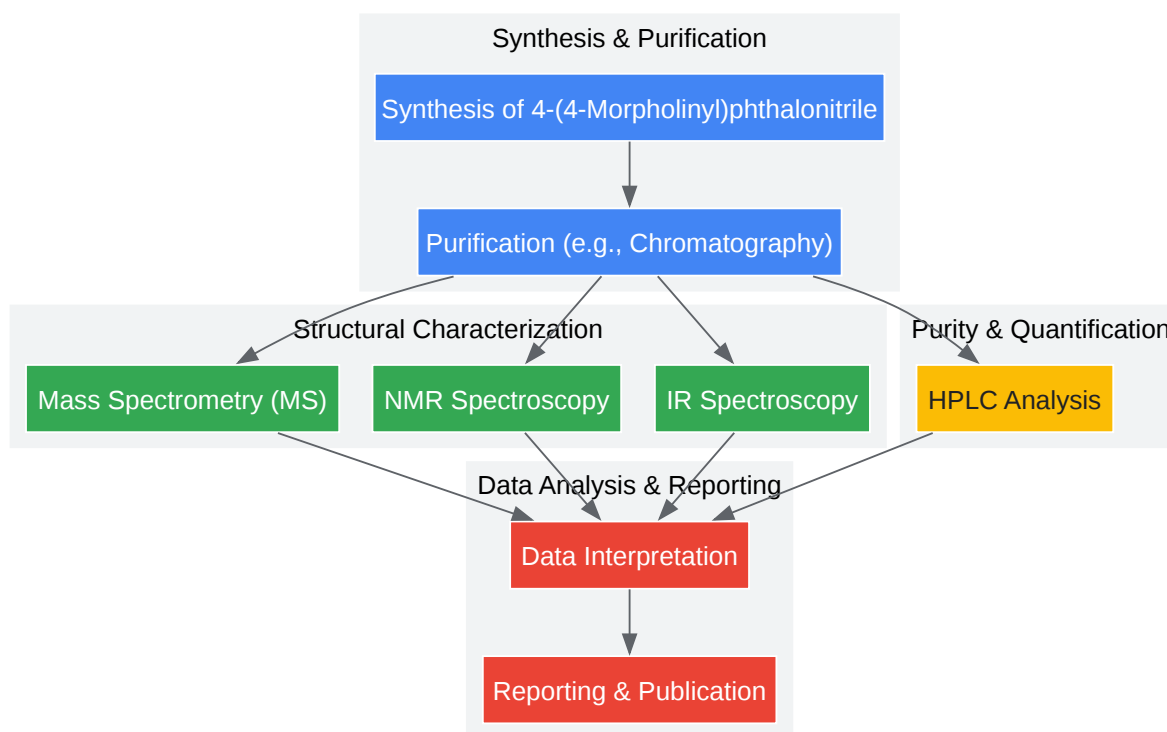 Synthesis & Purification
Synthesis of 4-(4-Morpholinyl)phthalonitrile
Purification (e.g., Chromatography)
Structural Characterization
Purity & Quantification
Mass Spectrometry (MS)
NMR Spectroscopy
IR Spectroscopy
HPLC Analysis
Data Analysis & Reporting
Data Interpretation
Reporting & Publication